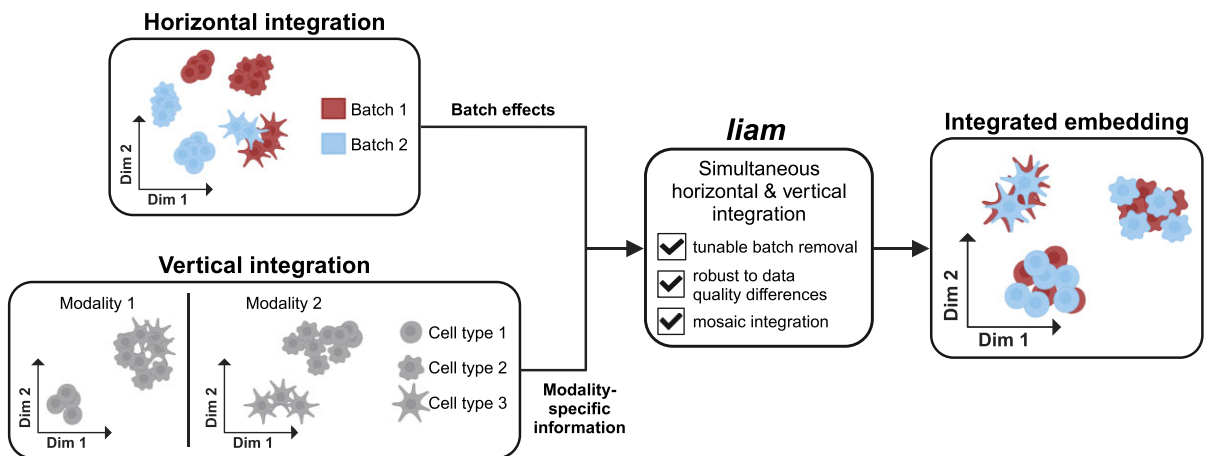 Horizontal integration
Batch 1
Batch 2
Dim 2
Dim 1
Batch effects
Vertical integration
Modality 1
Modality 2
Cell type 1
Cell type 2
Cell type 3
Dim 2
Dim 1
Dim 2
Dim 1
Modality-
specific
information
liam
Simultaneous
horizontal & vertical
integration
tunable batch removal
robust to data
quality differences
mosaic integration
Integrated embedding
Dim 2
Dim 1